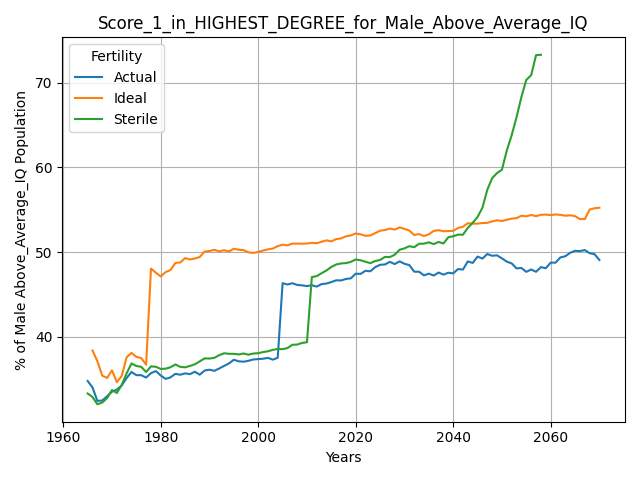 Score_1_in_HIGHEST_DEGREE_for_Male_Above_Average_IQ
% of Male Above_Average_IQ Population
Fertility
Actual
Ideal
Sterile
70
60
50
40
1960
1980
2000
2020
2040
2060
Years